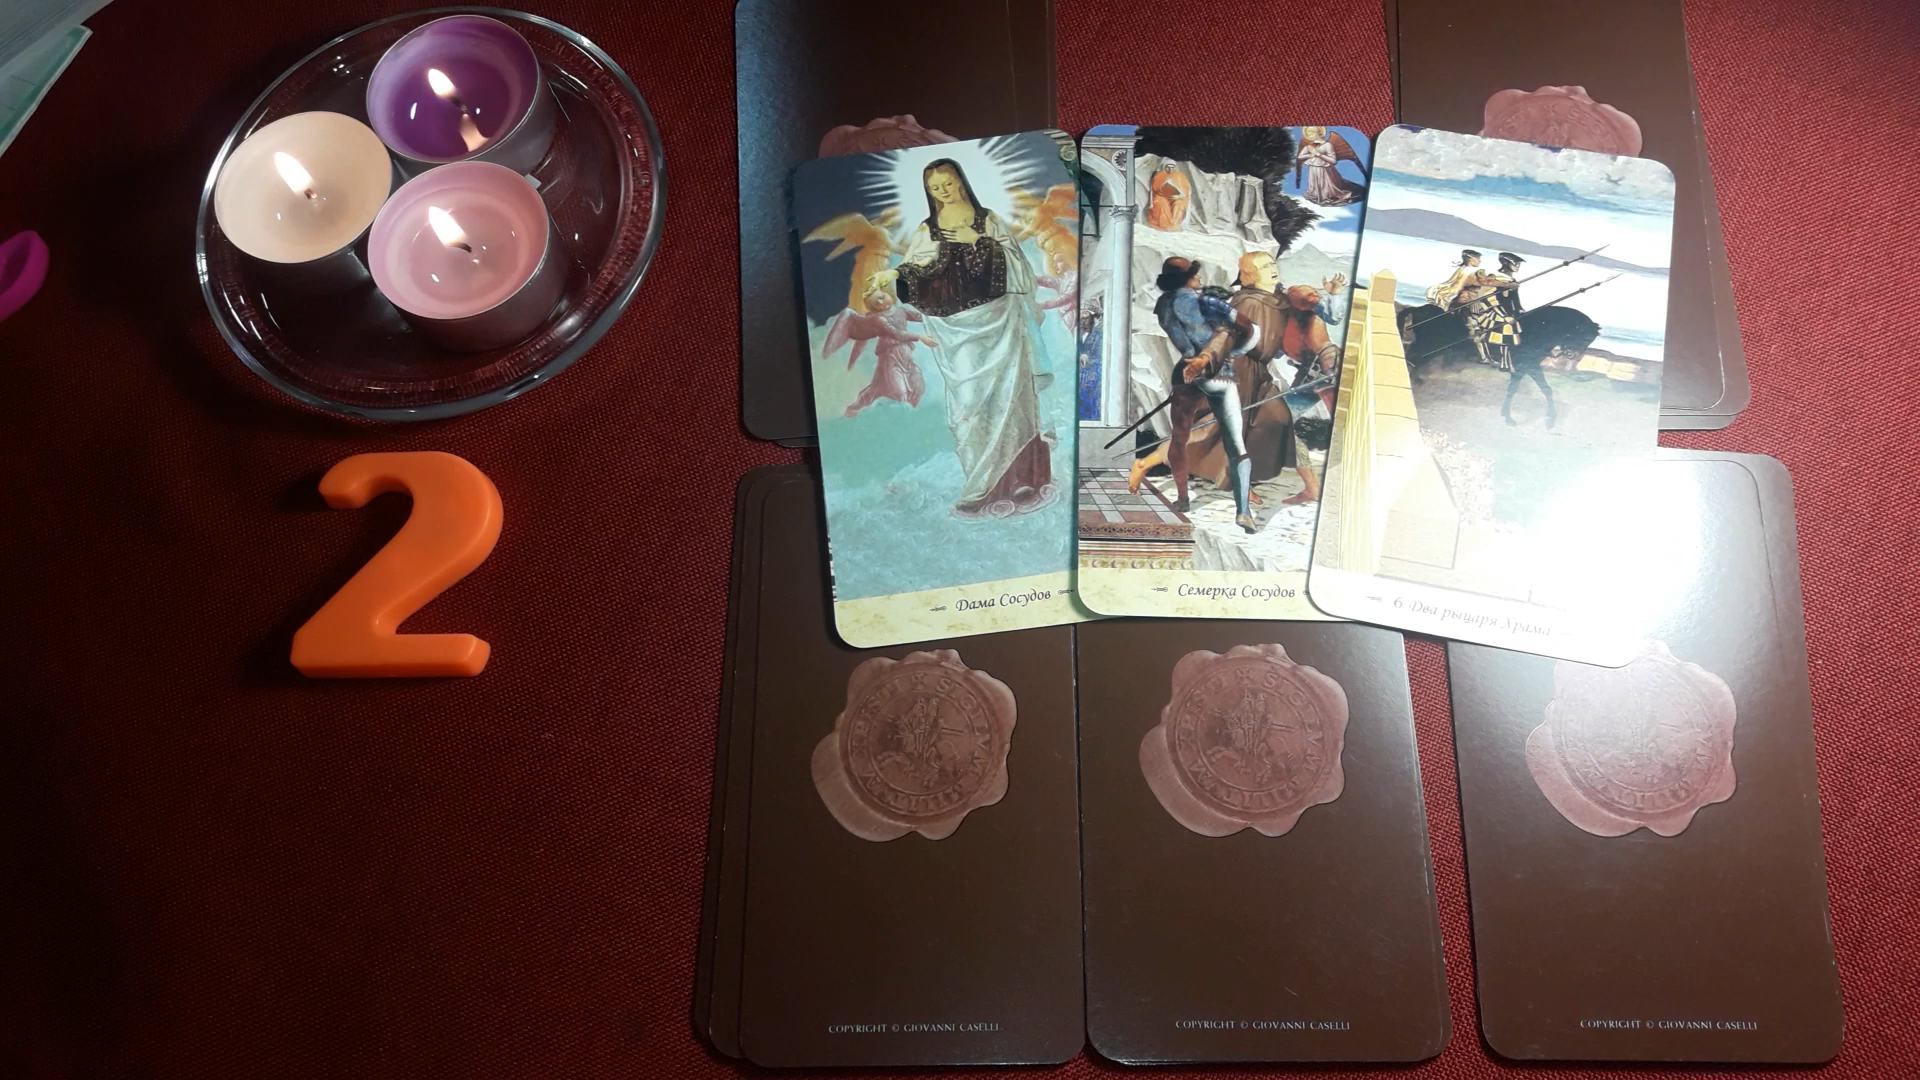 2
Дама Сосудов
Семерка Сосудов
6 Два рыцаря Храма
COPYRIGHT © GIOVANNI CASELLI
COPYRIGHT © GIOVANNI CASELLI
COPYRIGHT © GIOVANNI CASELLI